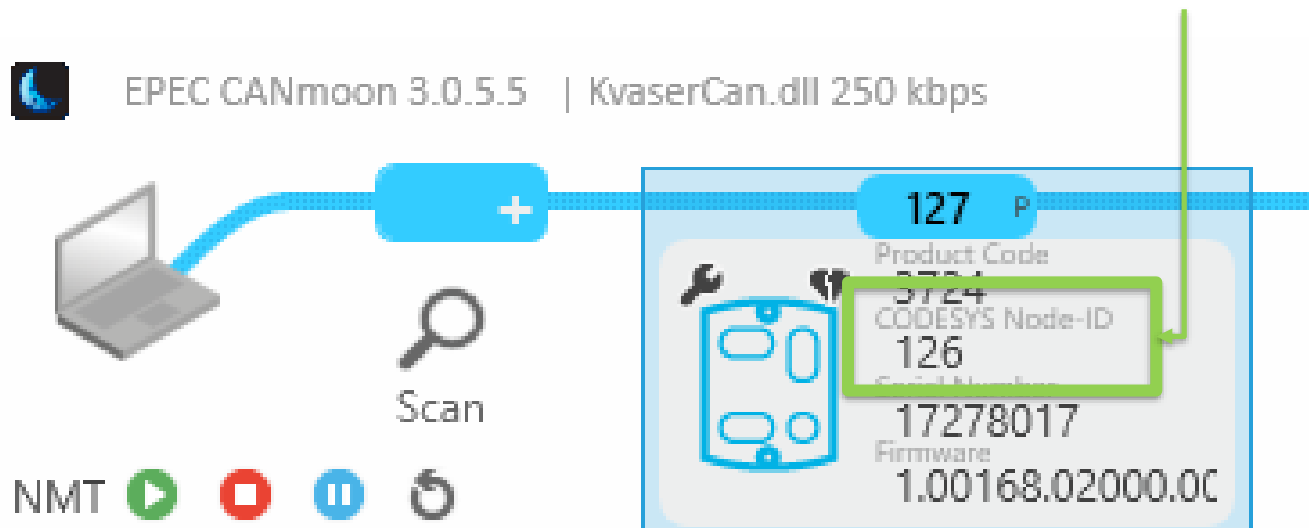 EPEC CANmoon 3.0.5.5 | KvaserCan.dll 250 kbps
+
127 P
Product Code
3724
CODESYS Node-ID
126
Serial Number
17278017
Firmware
1.00168.02000.00
Scan
NMT